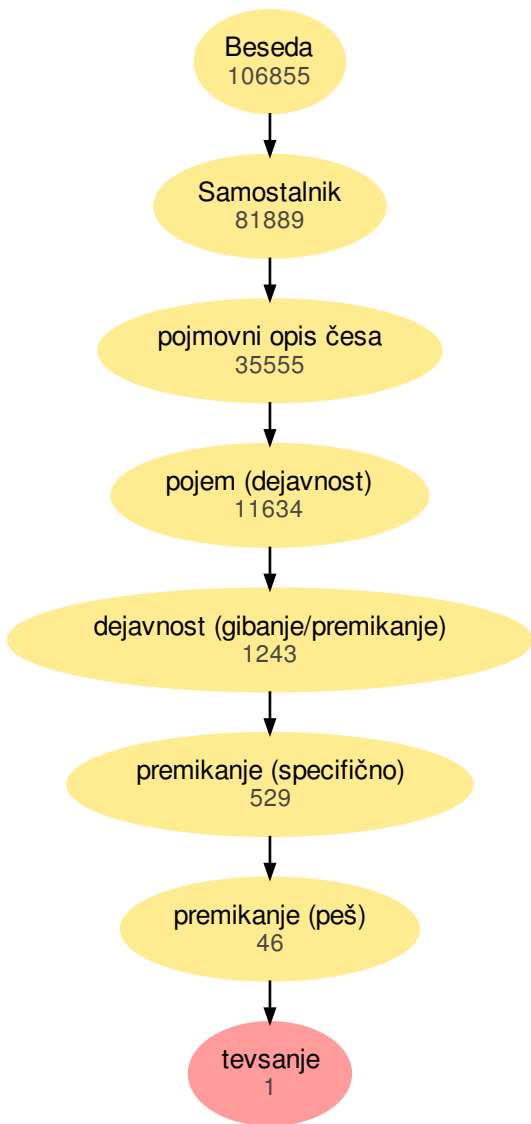 Beseda
106855
Samostalnik
81889
pojmovni opis česa
35555
pojem (dejavnost)
11634
dejavnost (gibanje/premikanje)
1243
premikanje (specifično)
529
premikanje (peš)
46
tevsanje
1